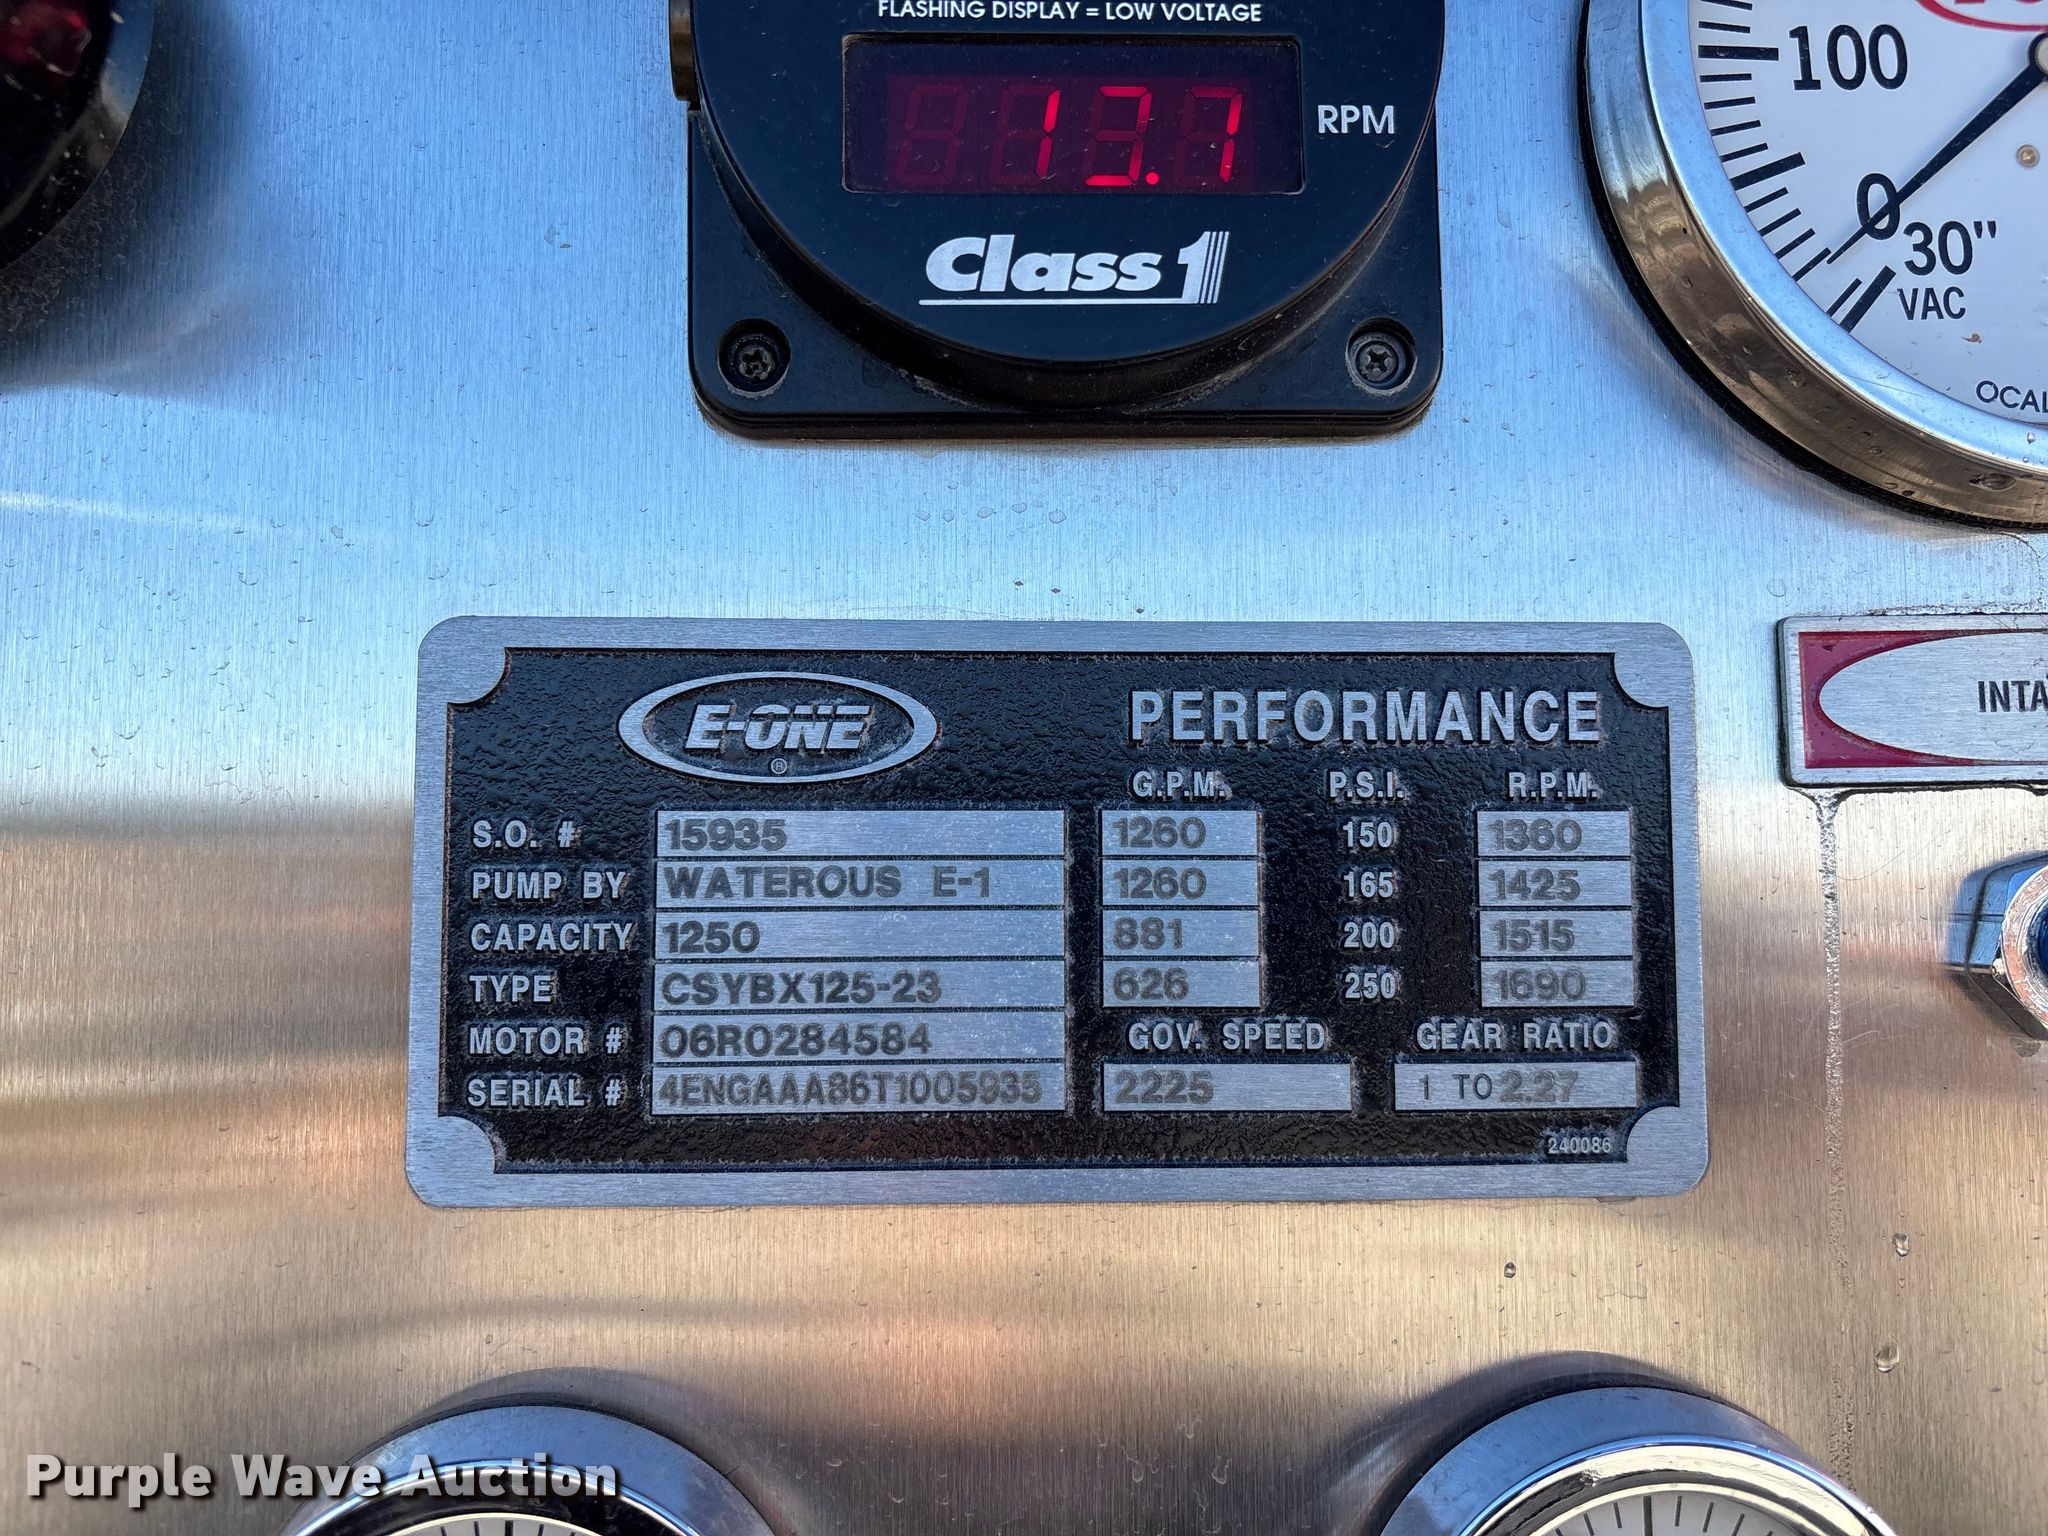 FLASHING DISPLAY = LOW VOLTAGE
13.7
RPM
Class 1
100
0
30"
VAC
OCAL
E-ONE
®
PERFORMANCE
G.P.M. P.S.I. R.P.M.
S.O. # 15935 1260 150 1360
PUMP BY WATEROUS E-1 1260 165 1425
CAPACITY 1250 881 200 1515
TYPE CSYBX125-23 626 250 1690
MOTOR # 06R0284584 GOV. SPEED GEAR RATIO
SERIAL # 4ENGAAA86T1005935 2225 1 TO 2.27
240086
INTA
Purple Wave Auction